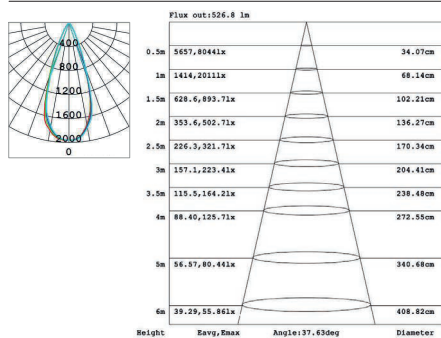 Flux out:526.8 lm
400
800
1200
1600
2000
0
0.5m 5657,8044lx 34.07cm
1m 1414,2011lx 68.14cm
1.5m 628.6,893.7lx 102.21cm
2m 353.6,502.7lx 136.27cm
2.5m 226.3,321.7lx 170.34cm
3m 157.1,223.4lx 204.41cm
3.5m 115.5,164.2lx 238.48cm
4m 88.40,125.7lx 272.55cm
5m 56.57,80.44lx 340.68cm
6m 39.29,55.86lx 408.82cm
Height Eavg,Emax Angle:37.63deg Diameter